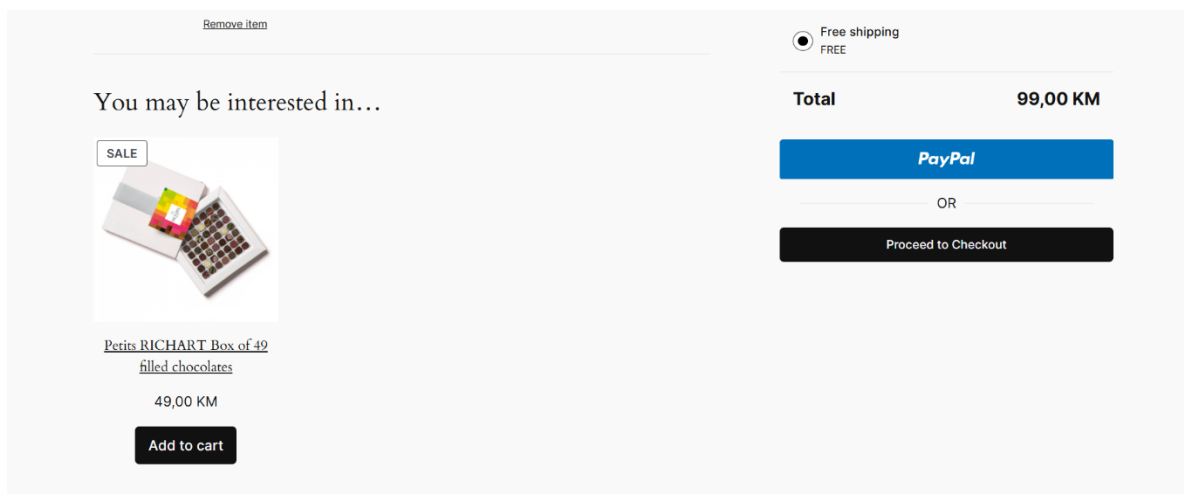 Remove item
You may be interested in…
SALE
Petits RICHART Box of 49
filled chocolates
49,00 KM
Add to cart
Free shipping
FREE
Total 99,00 KM
PayPal
OR
Proceed to Checkout